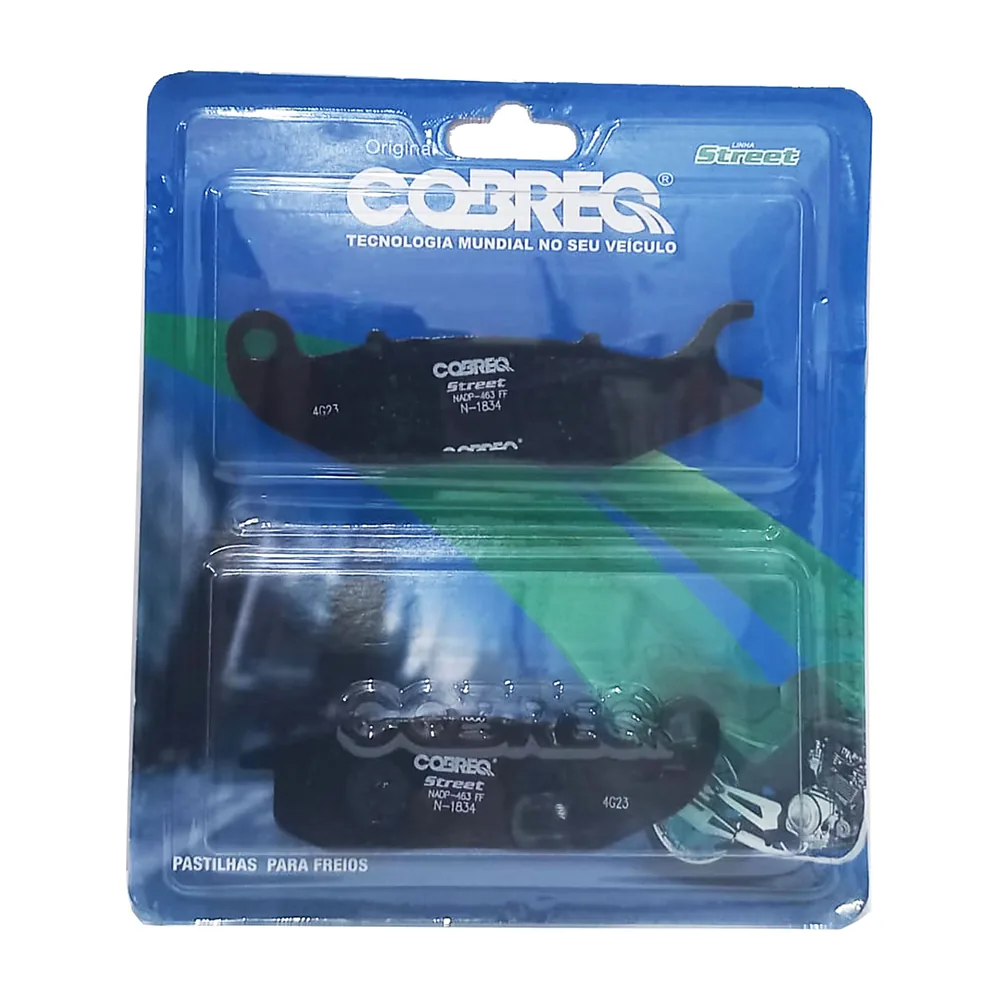 Original
LINHA
Street
COBREQ®
TECNOLOGIA MUNDIAL NO SEU VEÍCULO
COBREQ®
Street
NADP-463 FF
N-1834
4G23
COBREQ®
COBREQ
COBREQ®
Street
NADP-463 FF
N-1834
4G23
PASTILHAS PARA FREIOS